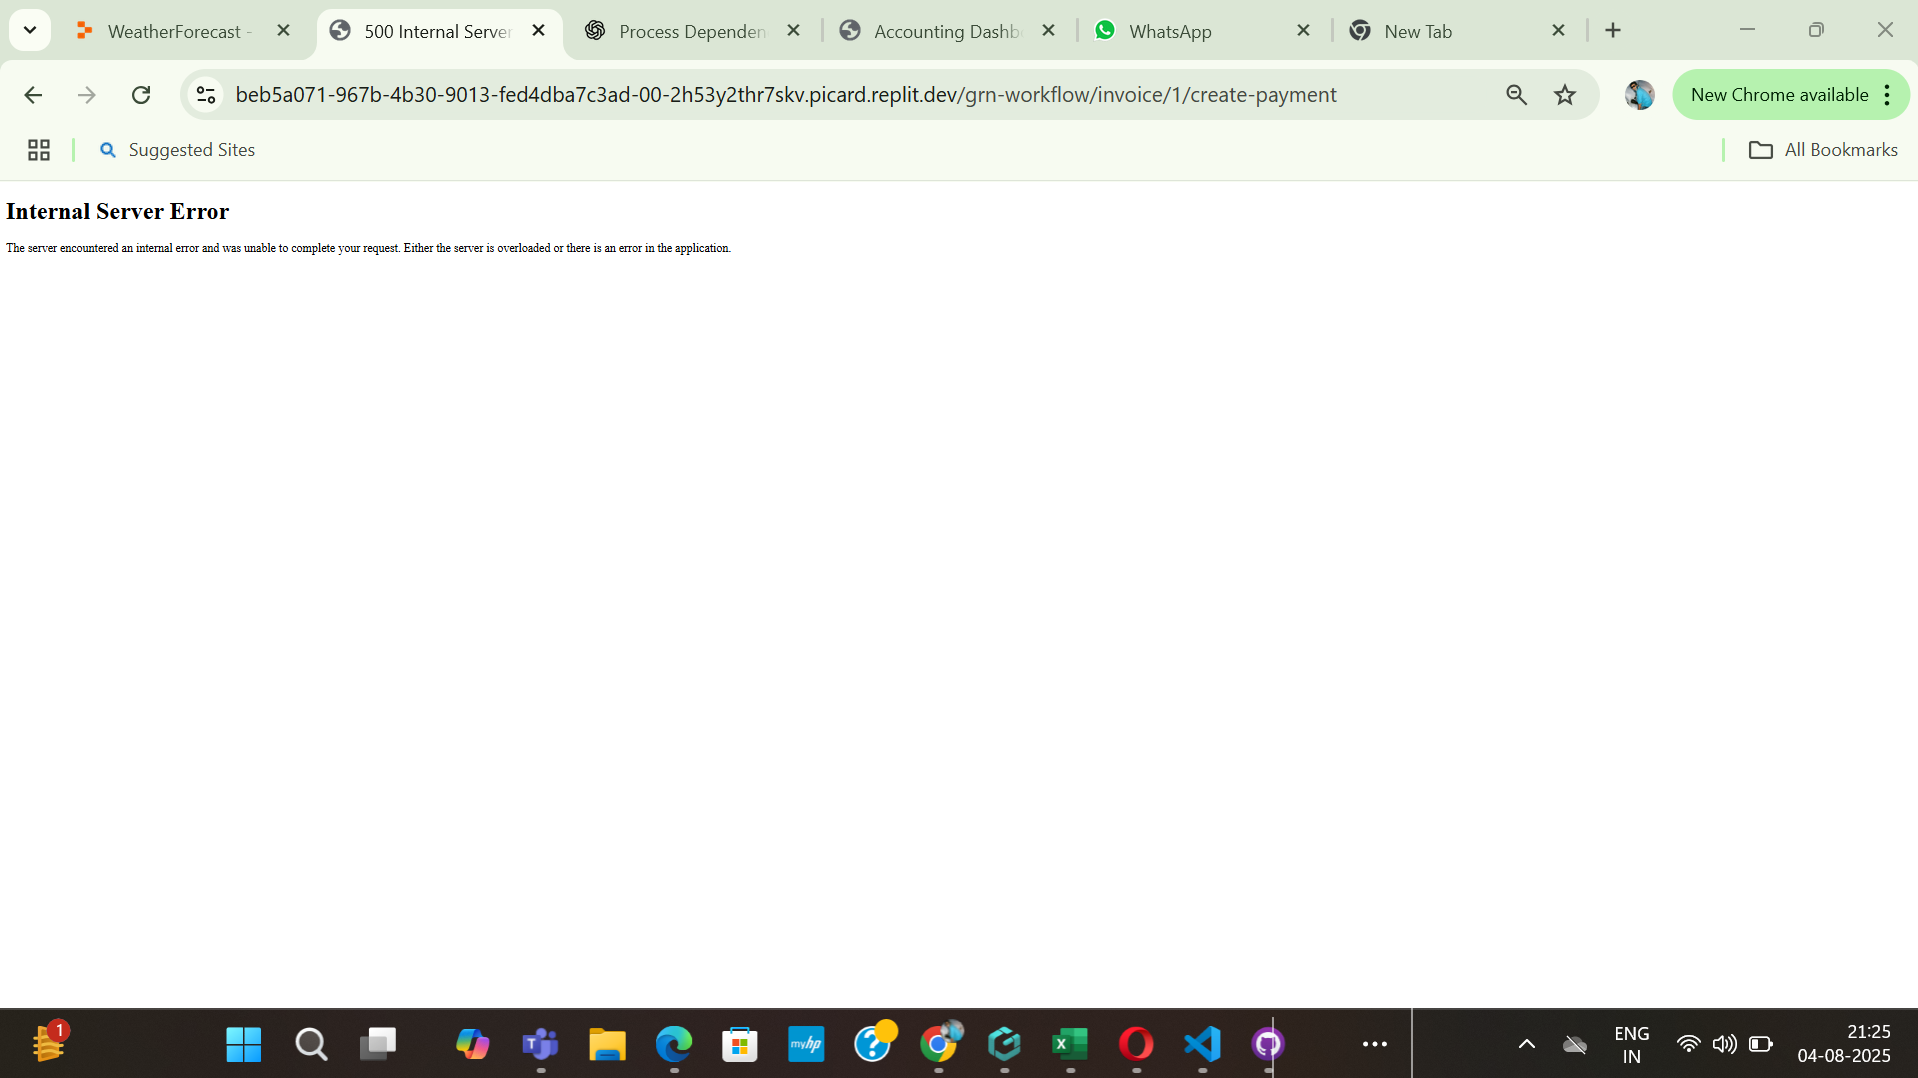 WeatherForecast -
500 Internal Server
Process Dependen
Accounting Dashb
WhatsApp
New Tab
beb5a071-967b-4b30-9013-fed4dba7c3ad-00-2h53y2thr7skv.picard.replit.dev/grn-workflow/invoice/1/create-payment
New Chrome available
Suggested Sites
All Bookmarks
Internal Server Error
The server encountered an internal error and was unable to complete your request. Either the server is overloaded or there is an error in the application.
1
myhp
ENG
IN
21:25
04-08-2025